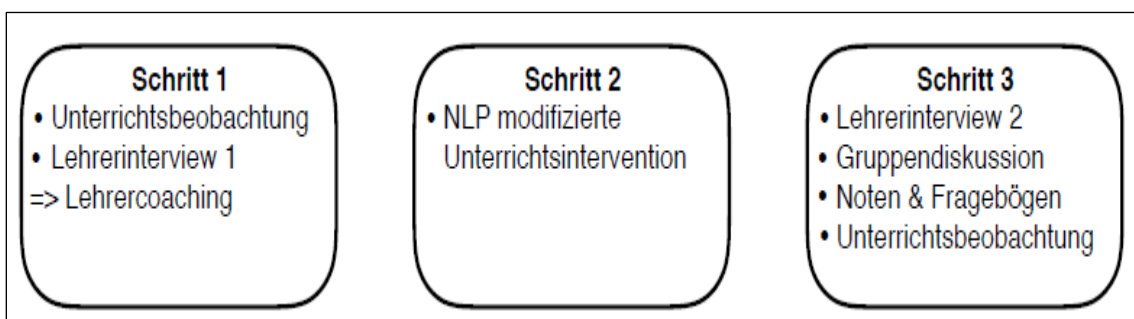 Schritt 1
• Unterrichtsbeobachtung
• Lehrerinterview 1
=> Lehrercoaching
Schritt 2
• NLP modifizierte
Unterrichtsintervention
Schritt 3
• Lehrerinterview 2
• Gruppendiskussion
• Noten & Fragebögen
• Unterrichtsbeobachtung